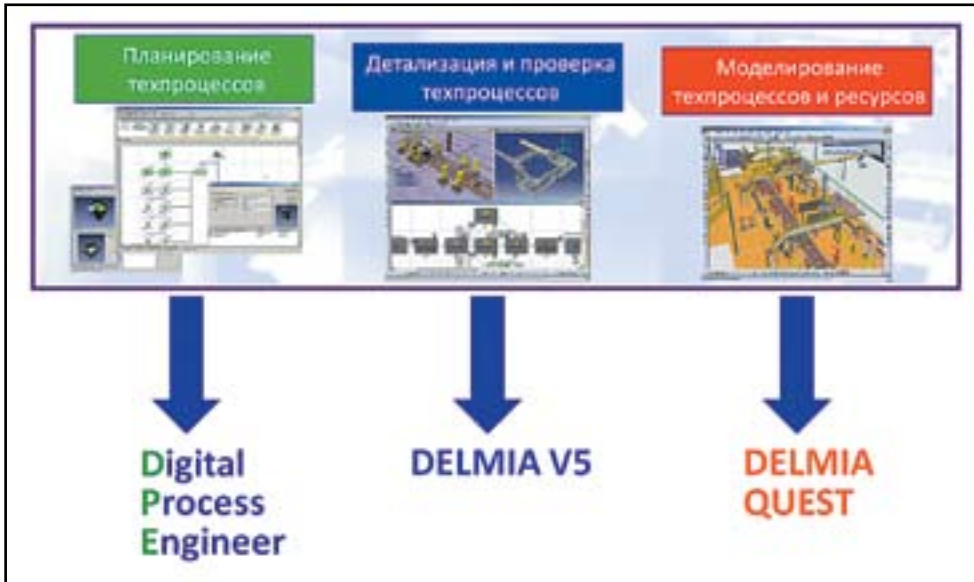 Планирование
техпроцессов
Детализация и проверка
техпроцессов
Моделирование
техпроцессов и ресурсов
Digital
Process
Engineer
DELMIA V5
DELMIA
QUEST